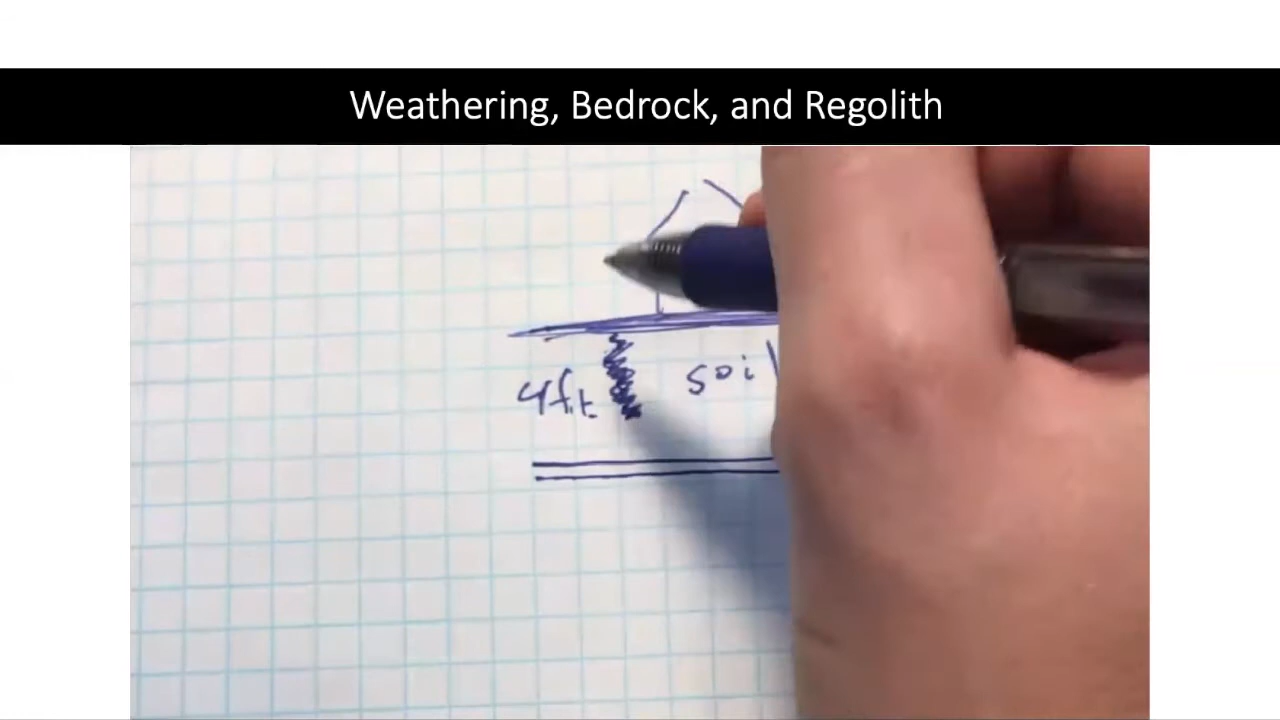 Weathering, Bedrock, and Regolith
4ft. soil